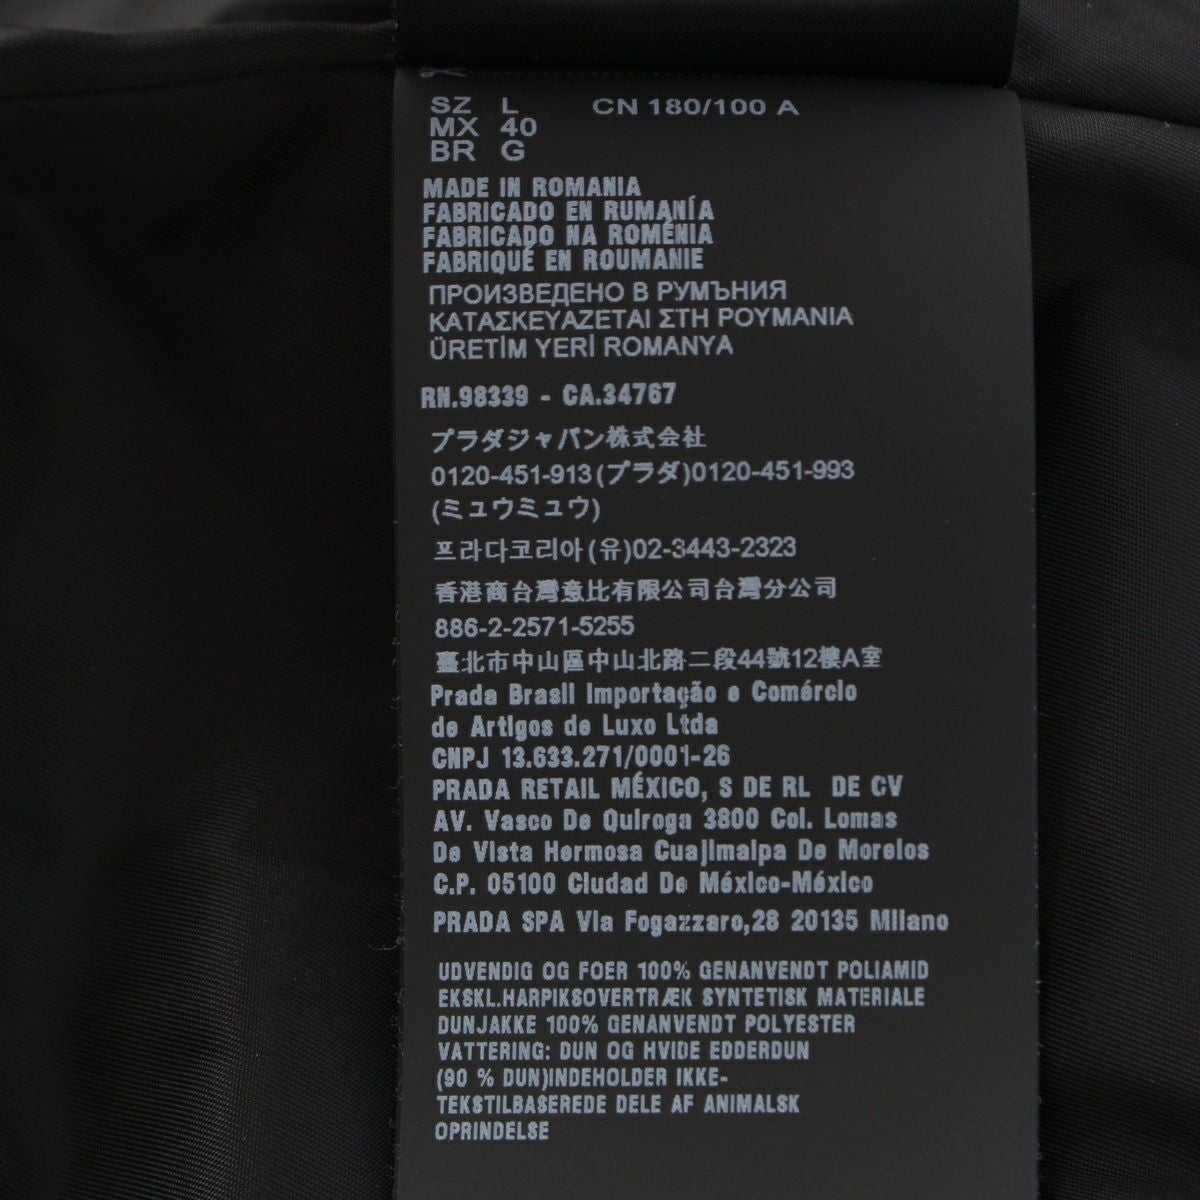 SZ L CN 180/100 A
MX 40
BR G
MADE IN ROMANIA
FABRICADO EN RUMANÍA
FABRICADO NA ROMÉNIA
FABRIQUÉ EN ROUMANIE
ПРОИЗВЕДЕНО В РУМЪНИЯ
ΚΑΤΑΣΚΕΥΑΖΕΤΑΙ ΣΤΗ ΡΟΥΜΑΝΙΑ
ÜRETİM YERİ ROMANYA
RN.98339 - CA.34767
プラダジャパン株式会社
0120-451-913(プラダ)0120-451-993
(ミュウミュウ)
프라다코리아(유)02-3443-2323
香港商台灣意比有限公司台灣分公司
886-2-2571-5255
臺北市中山區中山北路二段44號12樓A室
Prada Brasil Importação e Comércio
de Artigos de Luxo Ltda
CNPJ 13.633.271/0001-26
PRADA RETAIL MÉXICO, S DE RL DE CV
AV. Vasco De Quiroga 3800 Col. Lomas
De Vista Hermosa Cuajimalpa De Morelos
C.P. 05100 Ciudad De México-México
PRADA SPA Via Fogazzaro,28 20135 Milano
UDVENDIG OG FOER 100% GENANVENDT POLIAMID
EKSKL.HARPIKSOVERTRÆK SYNTETISK MATERIALE
DUNJAKKE 100% GENANVENDT POLYESTER
VATTERING: DUN OG HVIDE EDDERDUN
(90 % DUN)INDEHOLDER IKKE-
TEKSTILBASEREDE DELE AF ANIMALSK
OPRINDELSE